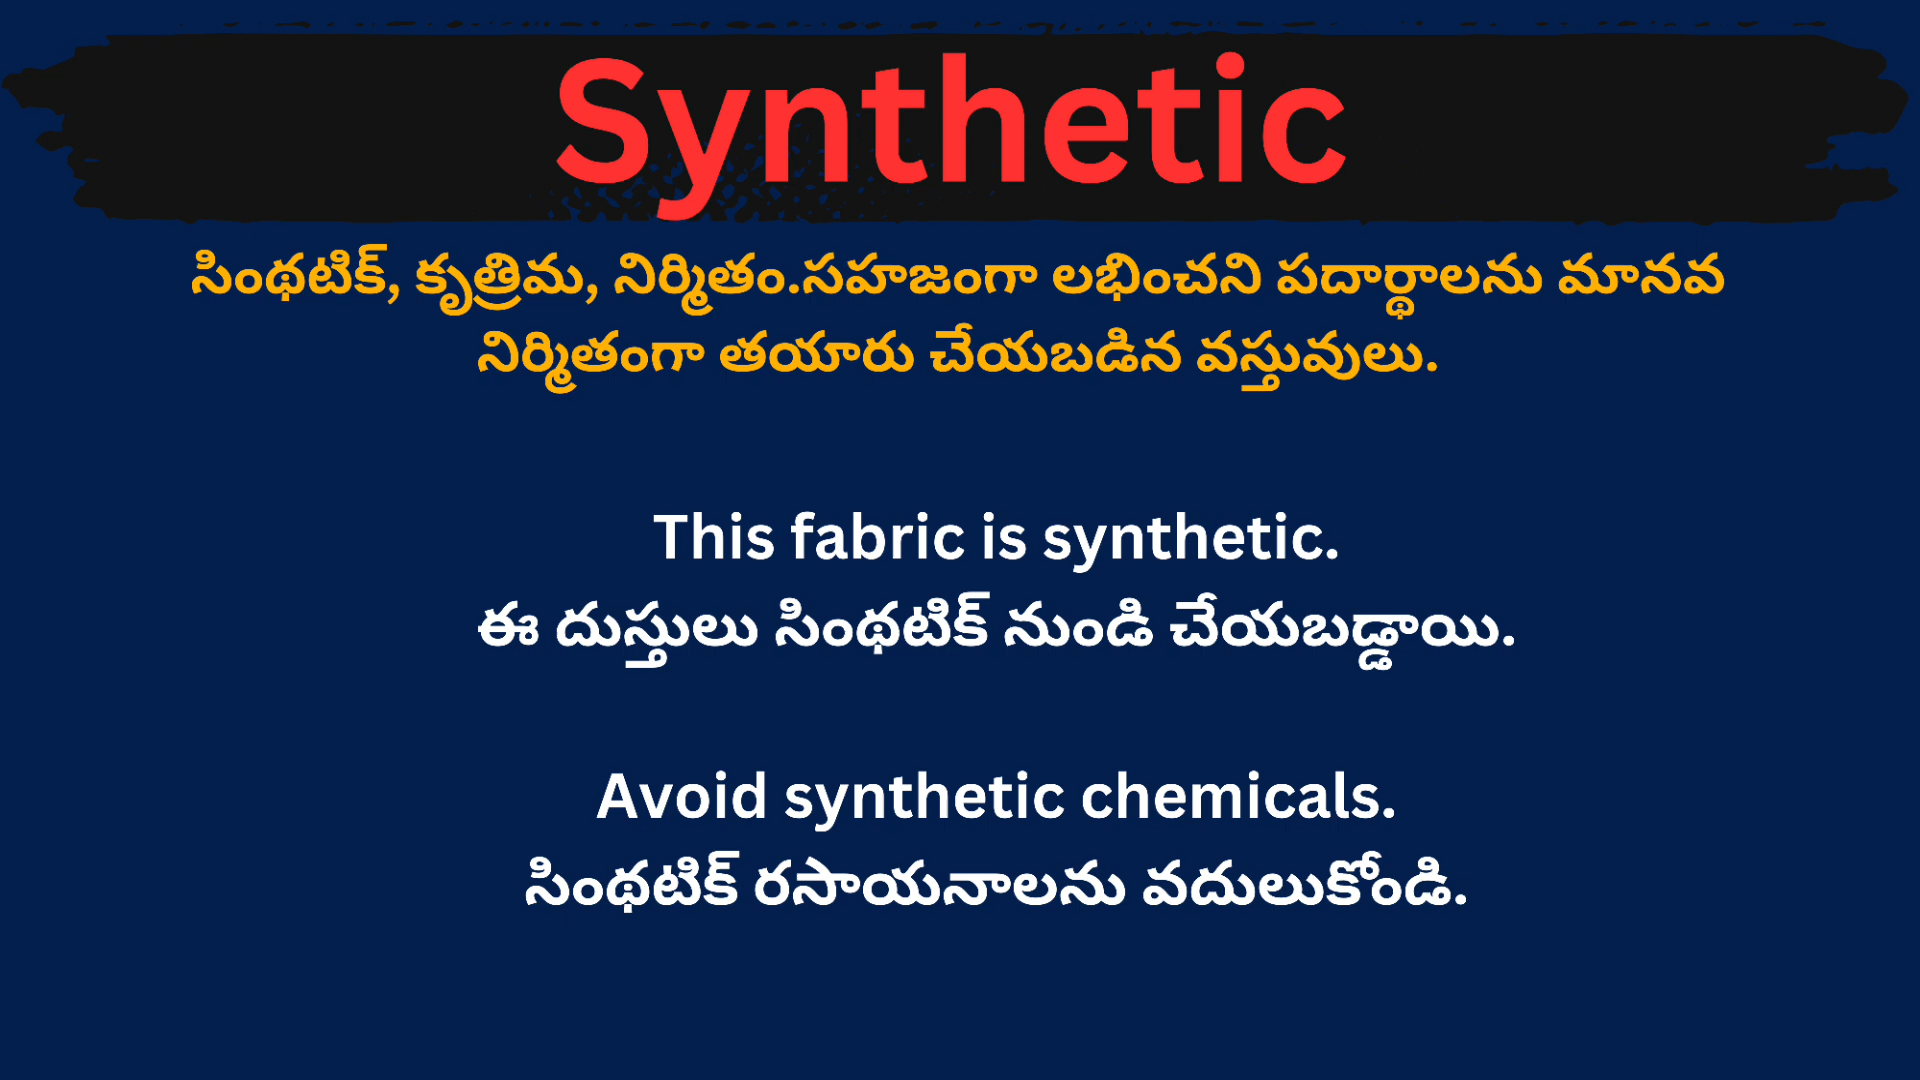 Synthetic
సింథటిక్, కృత్రిమ, నిర్మితం.సహజంగా లభించని పదార్థాలను మానవ
నిర్మితంగా తయారు చేయబడిన వస్తువులు.
This fabric is synthetic.
ఈ దుస్తులు సింథటిక్ నుండి చేయబడ్డాయి.
Avoid synthetic chemicals.
సింథటిక్ రసాయనాలను వదులుకోండి.